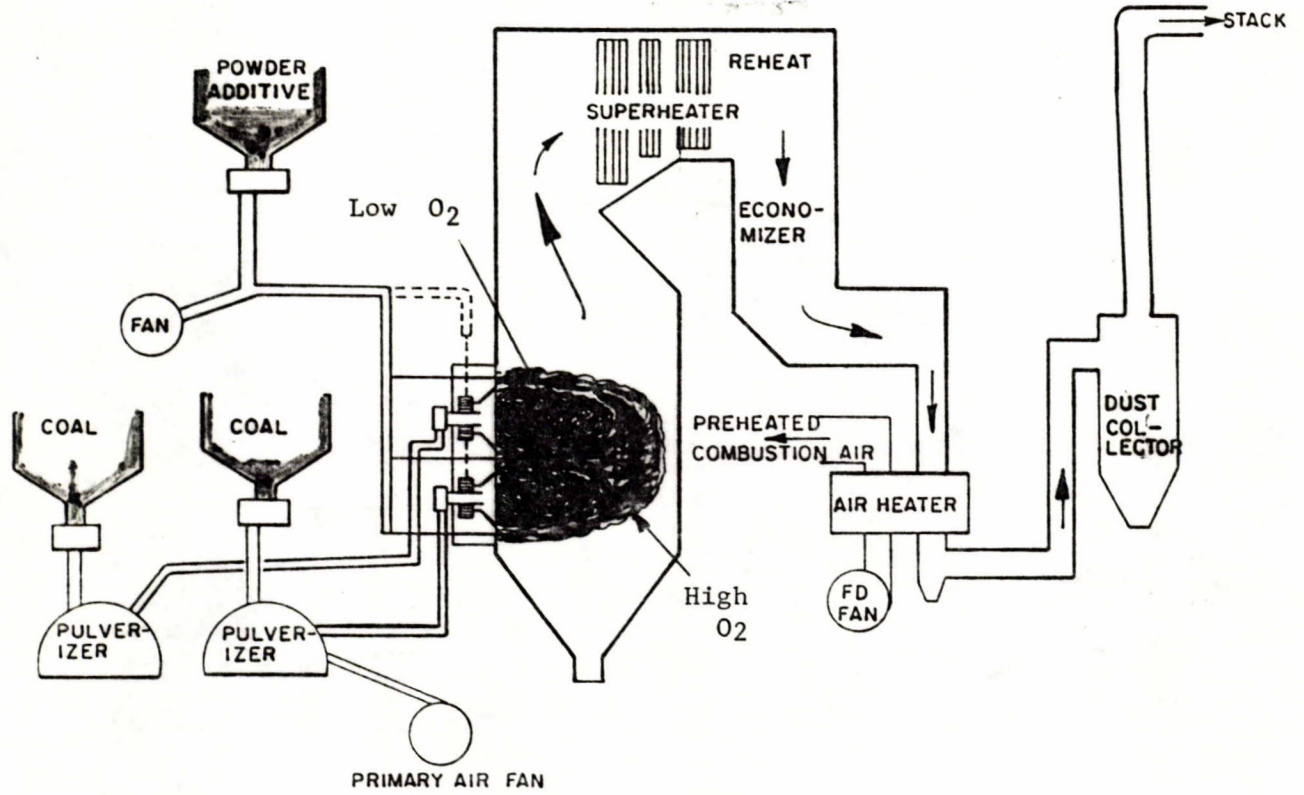 STACK
POWDER
ADDITIVE
REHEAT
SUPERHEATER
Low O2
ECONO-
MIZER
FAN
COAL
COAL
PREHEATED
COMBUSTION AIR
DUST
COL-
LECTOR
AIR HEATER
High
O2
FD
FAN
PULVER-
IZER
PULVER-
IZER
PRIMARY AIR FAN